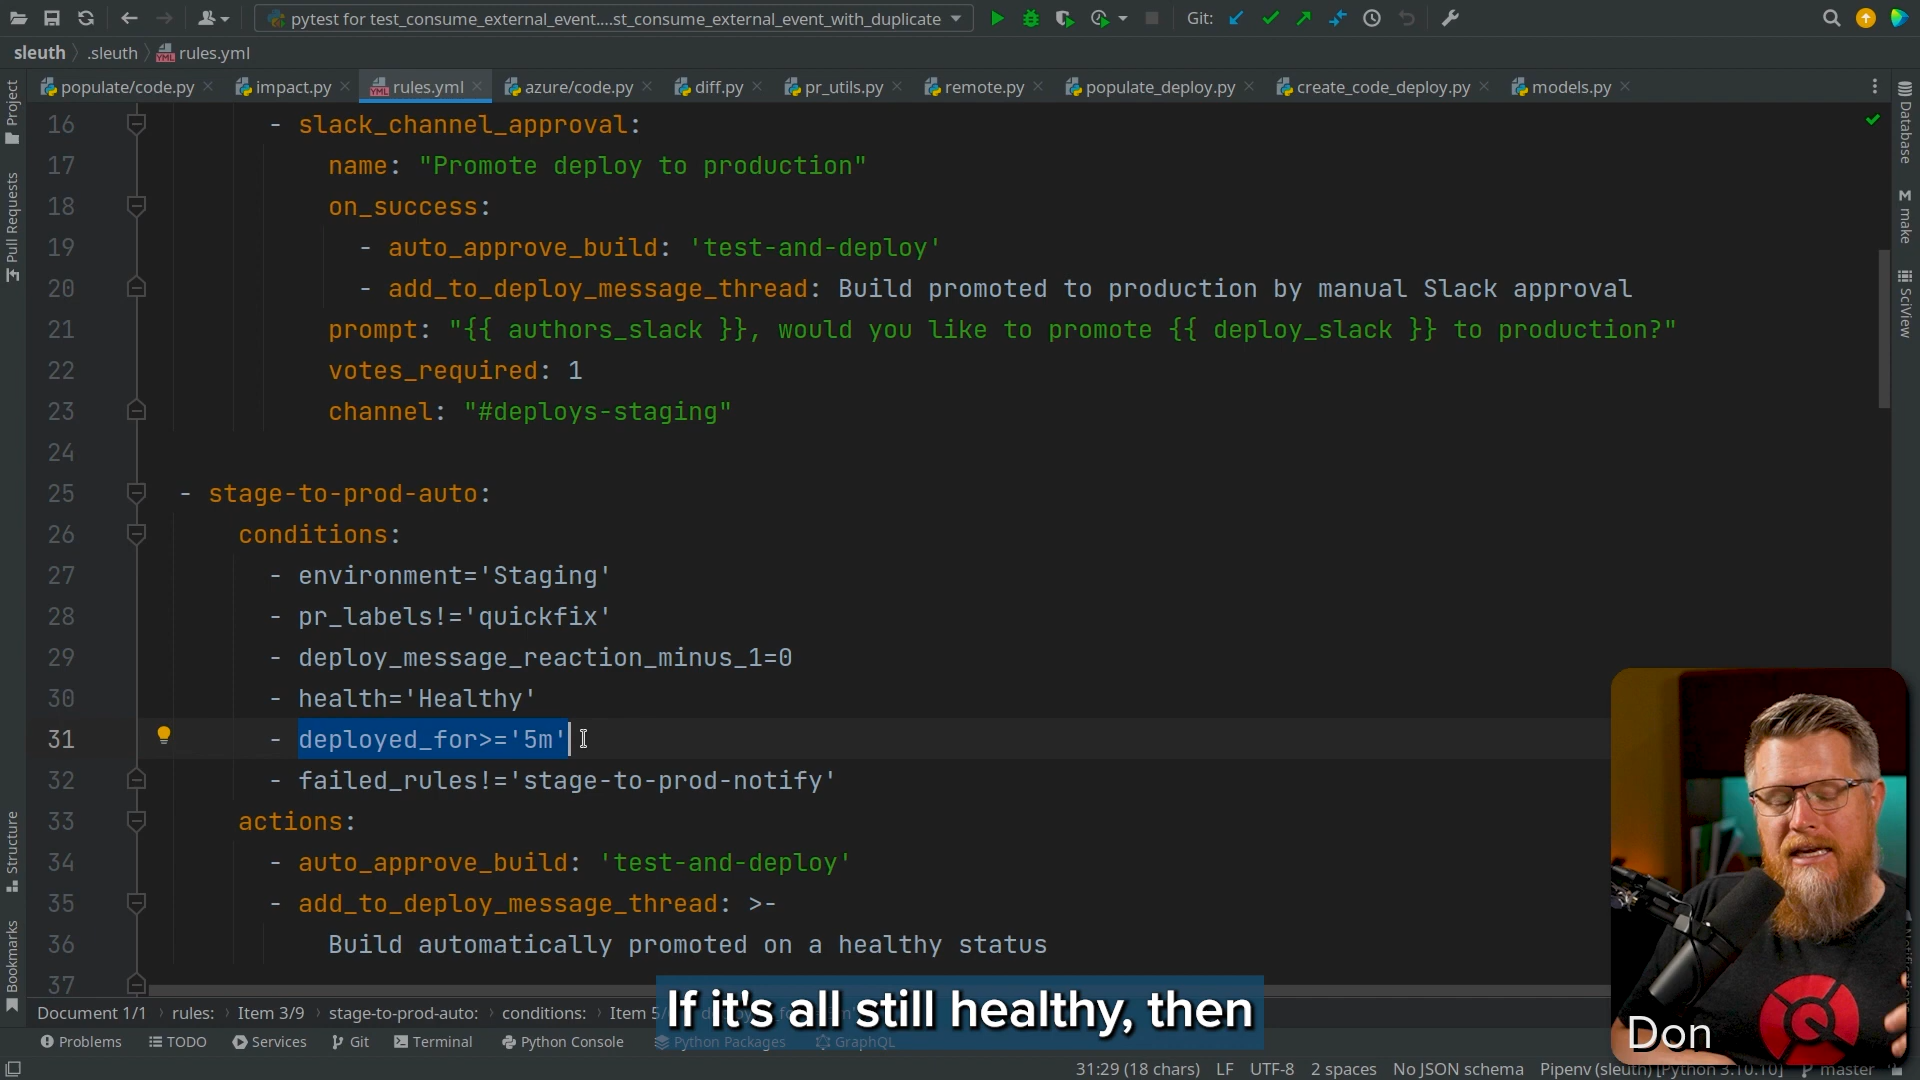 pytest for test_consume_external_event....st_consume_external_event_with_duplicate
Git:
sleuth
.sleuth
rules.yml
populate/code.py
impact.py
rules.yml
azure/code.py
diff.py
pr_utils.py
remote.py
populate_deploy.py
create_code_deploy.py
models.py
Project
Pull Requests
Structure
Bookmarks
Database
make
SciView
16 - slack_channel_approval:
17 name: "Promote deploy to production"
18 on_success:
19 - auto_approve_build: 'test-and-deploy'
20 - add_to_deploy_message_thread: Build promoted to production by manual Slack approval
21 prompt: "{{ authors_slack }}, would you like to promote {{ deploy_slack }} to production?"
22 votes_required: 1
23 channel: "#deploys-staging"
24
25 - stage-to-prod-auto:
26 conditions:
27 - environment='Staging'
28 - pr_labels!='quickfix'
29 - deploy_message_reaction_minus_1=0
30 - health='Healthy'
31 - deployed_for>='5m'
32 - failed_rules!='stage-to-prod-notify'
33 actions:
34 - auto_approve_build: 'test-and-deploy'
35 - add_to_deploy_message_thread: >-
36 Build automatically promoted on a healthy status
37
If it's all still healthy, then
Don
Document 1/1 rules: Item 3/9 stage-to-prod-auto: conditions: Item 5/
Problems TODO Services Git Terminal Python Console Python Packages GraphQL
31:29 (18 chars) LF UTF-8 2 spaces No JSON schema Pipenv (sleuth) [Python 3.10.10] master